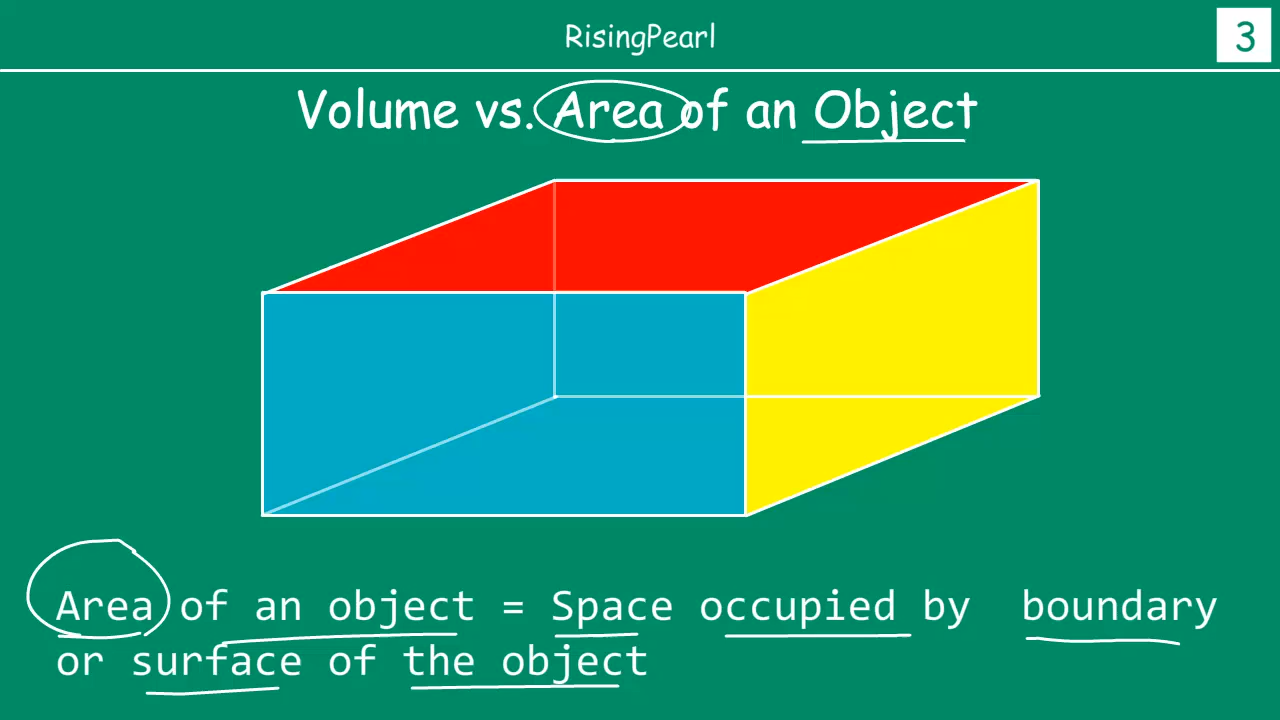 RisingPearl
3
Volume vs. Area of an Object
Area of an object = Space occupied by boundary
or surface of the object